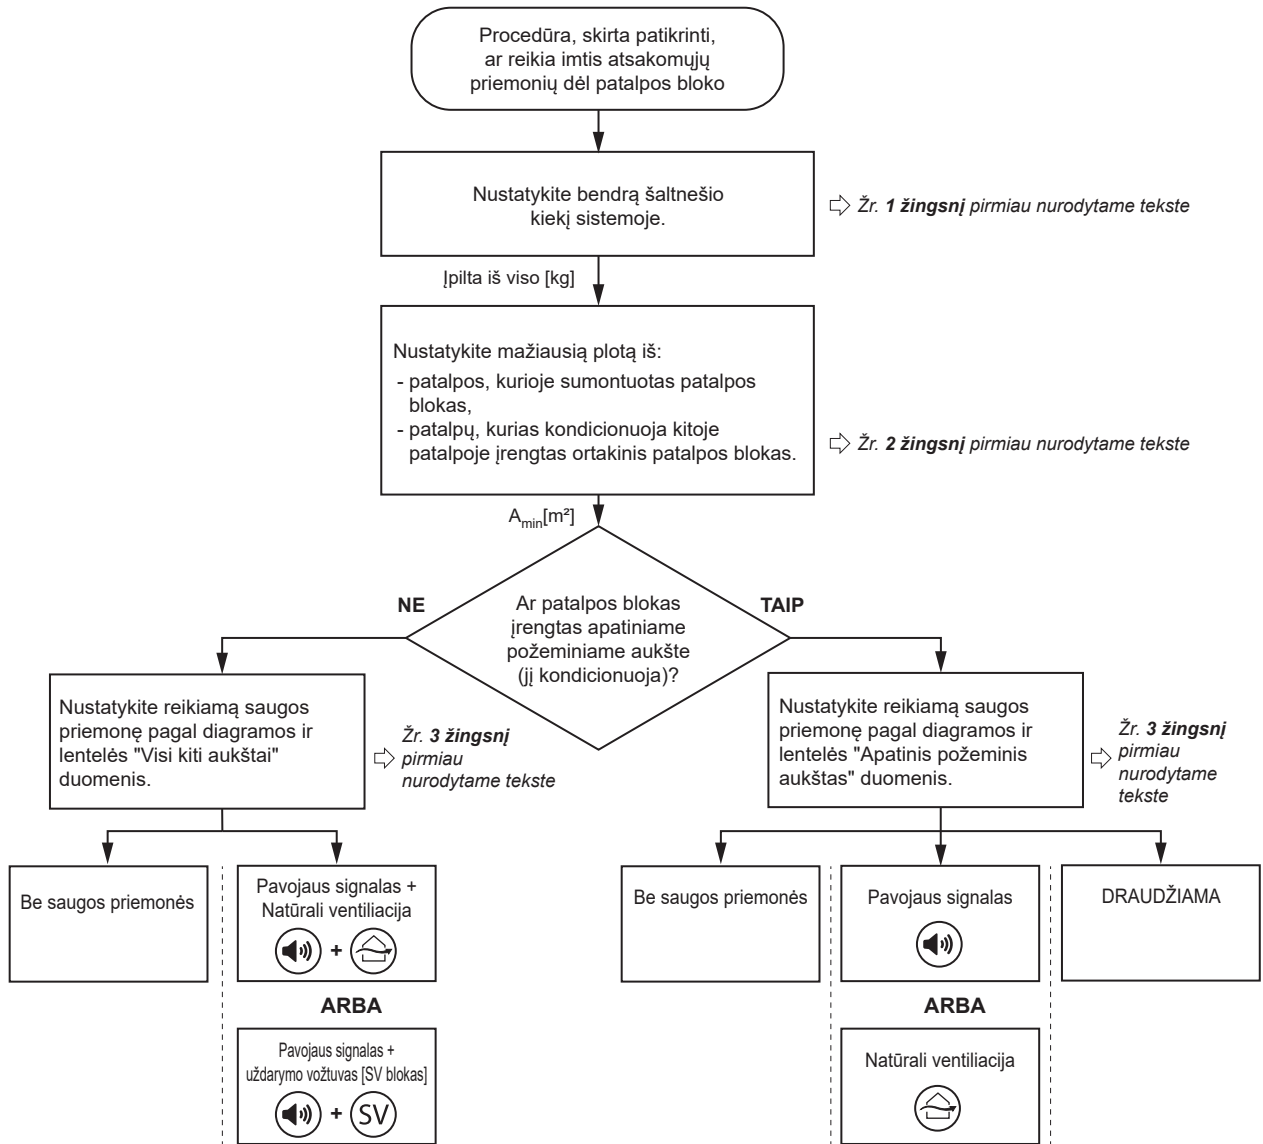 Procedūra, skirta patikrinti,
ar reikia imtis atsakomųjų
priemonių dėl patalpos bloko
Nustatykite bendrą šaltnešio
kiekį sistemoje.
Žr. 1 žingsnį pirmiau nurodytame tekste
Įpilta iš viso [kg]
Nustatykite mažiausią plotą iš:
- patalpos, kurioje sumontuotas patalpos
blokas,
- patalpų, kurias kondicionuoja kitoje
patalpoje įrengtas ortakinis patalpos blokas.
Žr. 2 žingsnį pirmiau nurodytame tekste
Amin[m²]
NE
Ar patalpos blokas
įrengtas apatiniame
požeminiame aukšte
(jį kondicionuoja)?
TAIP
Nustatykite reikiamą saugos
priemonę pagal diagramos ir
lentelės "Visi kiti aukštai"
duomenis.
Žr. 3 žingsnį
pirmiau
nurodytame tekste
Nustatykite reikiamą saugos
priemonę pagal diagramos ir
lentelės "Apatinis požeminis
aukštas" duomenis.
Žr. 3 žingsnį
pirmiau
nurodytame
tekste
Be saugos priemonės
Pavojaus signalas +
Natūrali ventiliacija
+
ARBA
Pavojaus signalas +
uždarymo vožtuvas [SV blokas]
+ SV
Be saugos priemonės
Pavojaus signalas
ARBA
Natūrali ventiliacija
DRAUDŽIAMA